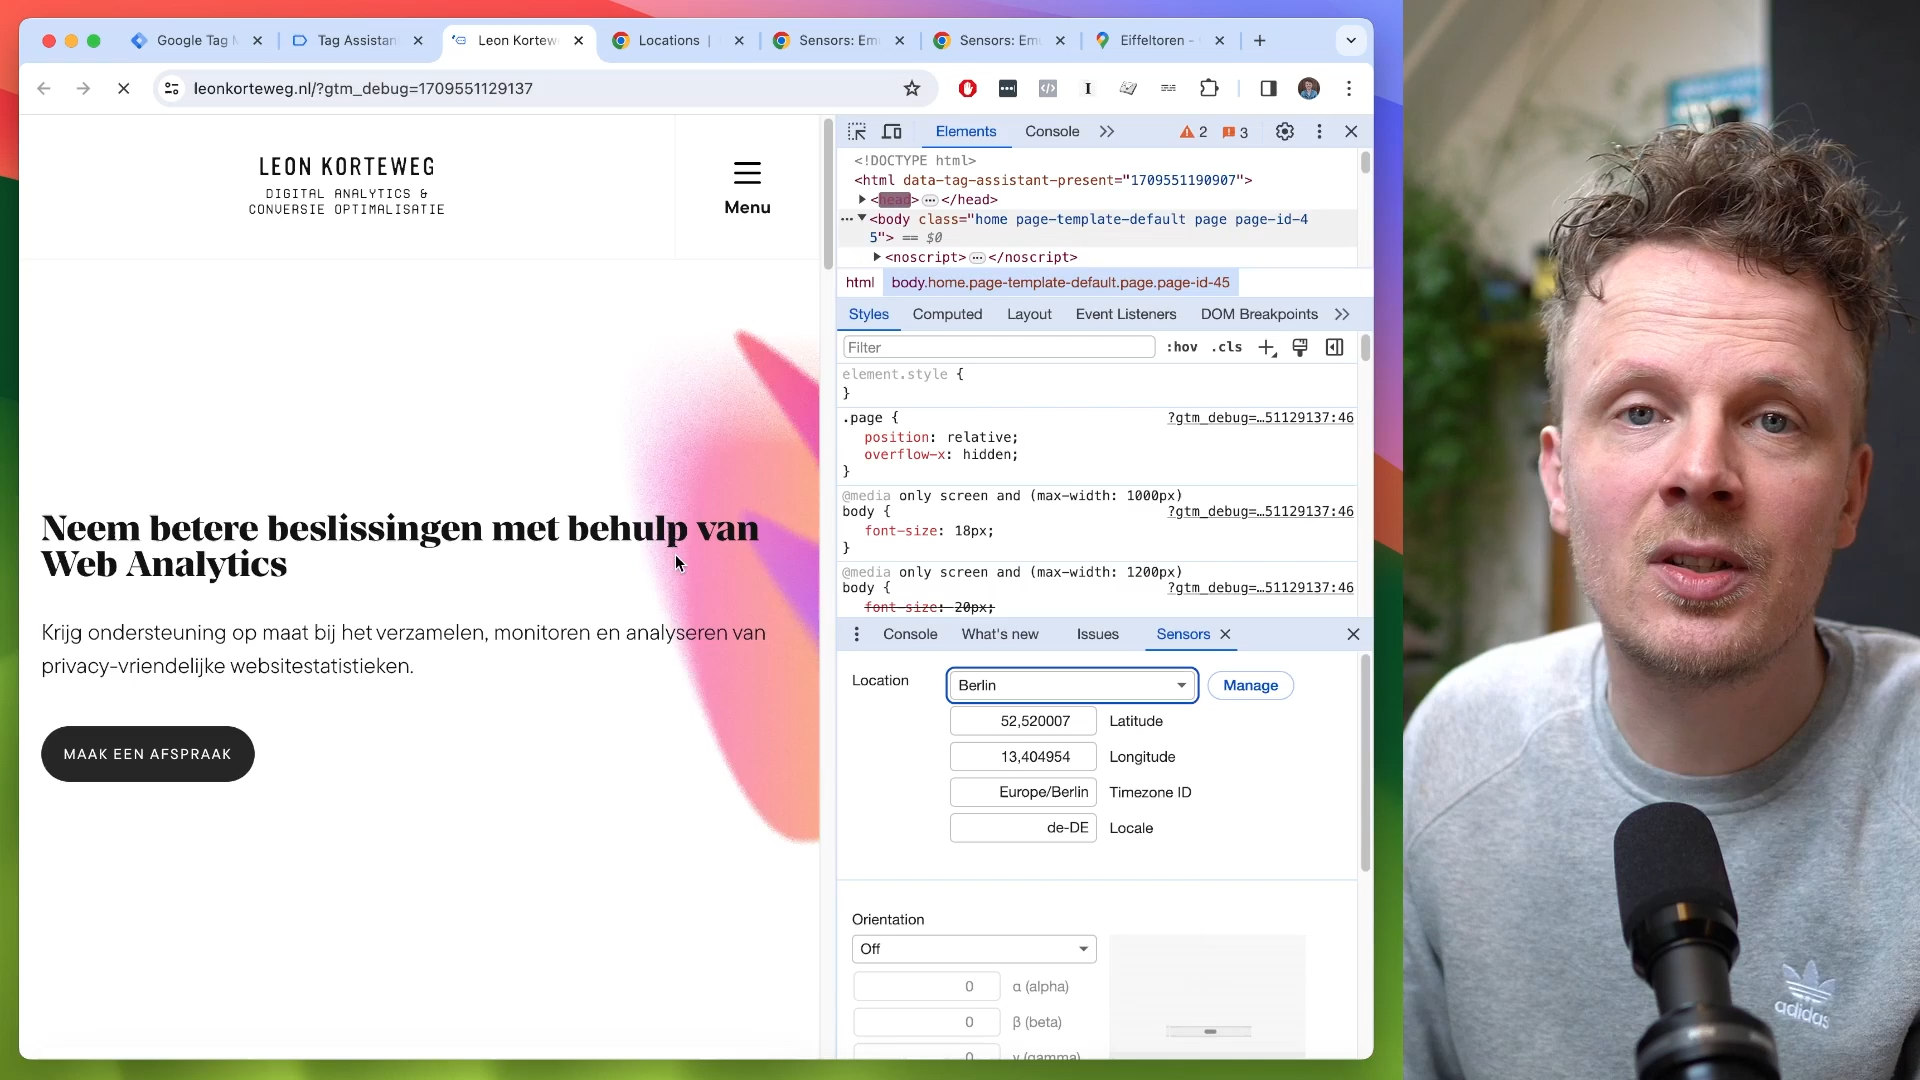 Google Tag M
Tag Assistan
Leon Kortew
Locations |
Sensors: Em
Sensors: Em
Eiffeltoren -
leonkorteweg.nl/?gtm_debug=1709551129137
LEON KORTEWEG
DIGITAL ANALYTICS &
CONVERSIE OPTIMALISATIE
Menu
Neem betere beslissingen met behulp van
Web Analytics
Krijg ondersteuning op maat bij het verzamelen, monitoren en analyseren van
privacy-vriendelijke websitestatistieken.
MAAK EEN AFSPRAAK
Elements Console 2 3
<!DOCTYPE html>
<html data-tag-assistant-present="1709551190907">
<head> … </head>
… <body class="home page-template-default page page-id-4
5"> == $0
<noscript> … </noscript>
html body.home.page-template-default.page.page-id-45
Styles Computed Layout Event Listeners DOM Breakpoints
Filter :hov .cls
element.style {
}
.page { ?gtm_debug=…51129137:46
position: relative;
overflow-x: hidden;
}
@media only screen and (max-width: 1000px)
body { ?gtm_debug=…51129137:46
font-size: 18px;
}
@media only screen and (max-width: 1200px)
body { ?gtm_debug=…51129137:46
font-size: 20px;
Console What's new Issues Sensors
Location Berlin Manage
52,520007 Latitude
13,404954 Longitude
Europe/Berlin Timezone ID
de-DE Locale
Orientation
Off
0 α (alpha)
0 β (beta)
0 γ (gamma)
adidas